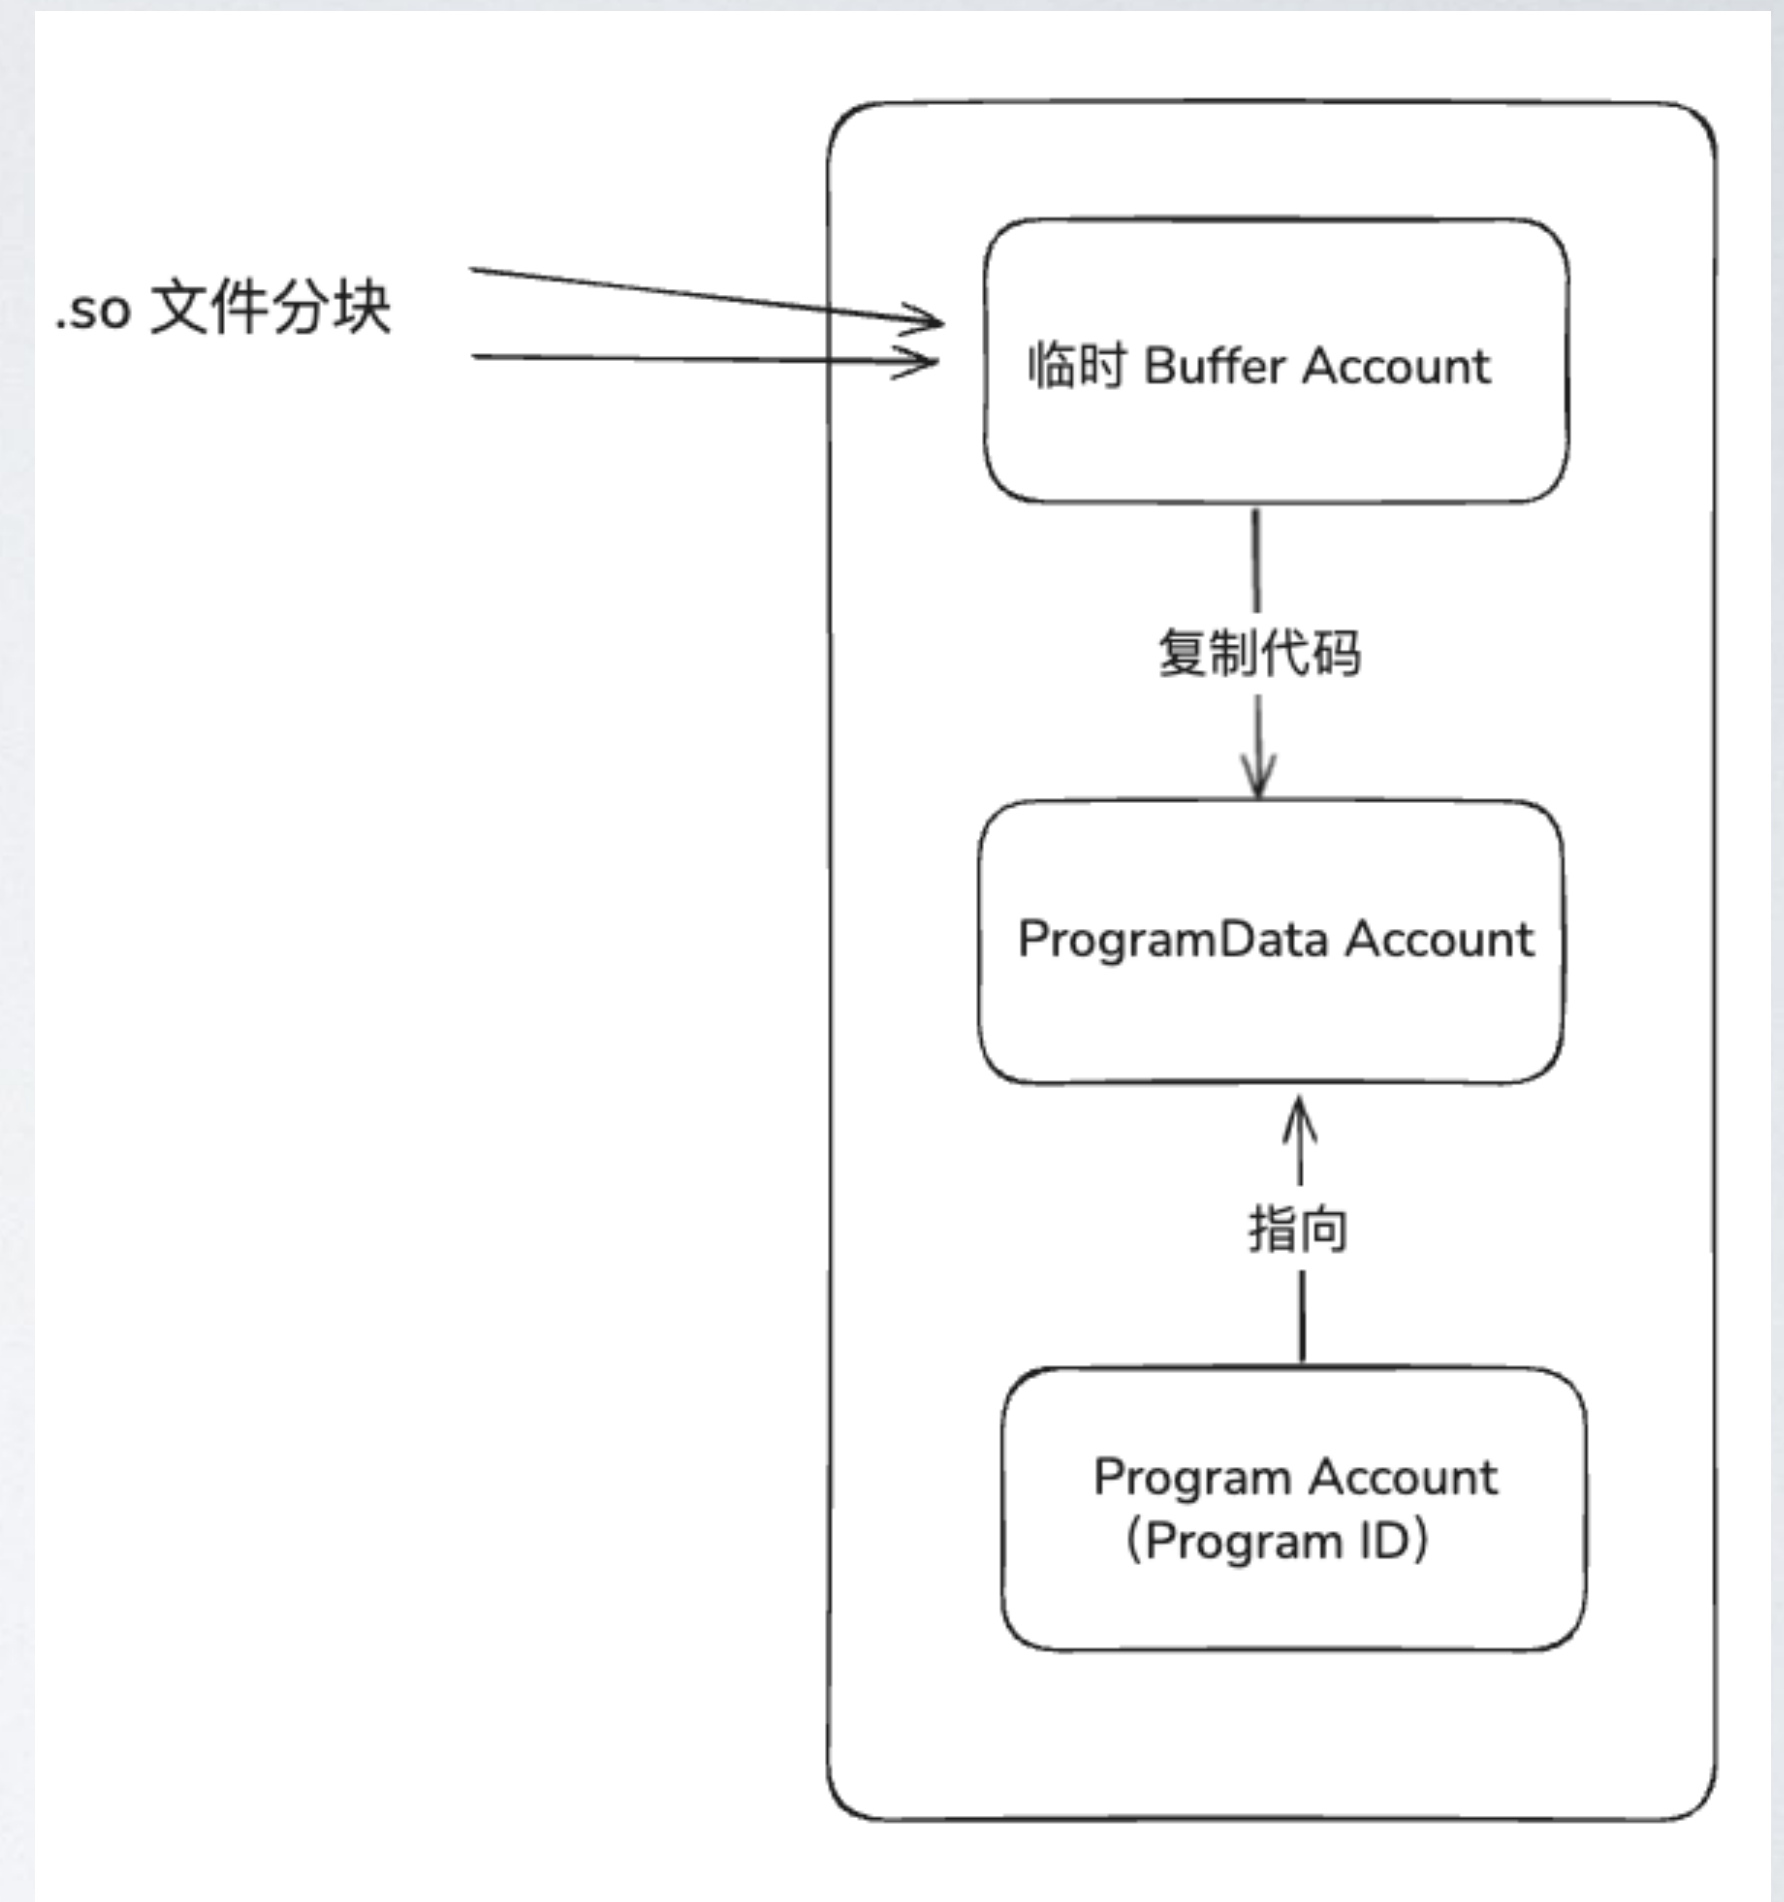 .so 文件分块
临时 Buffer Account
复制代码
ProgramData Account
指向
Program Account
（Program ID）